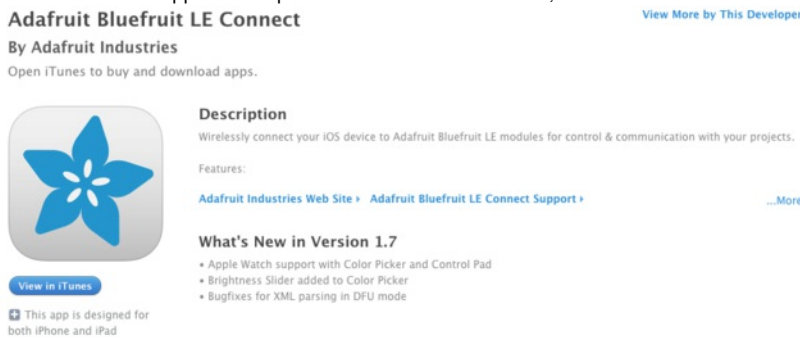 Adafruit Bluefruit LE Connect
View More by This Developer
By Adafruit Industries
Open iTunes to buy and download apps.
Description
Wirelessly connect your iOS device to Adafruit Bluefruit LE modules for control & communication with your projects.
Features:
Adafruit Industries Web Site ▸ Adafruit Bluefruit LE Connect Support ▸
...More
What's New in Version 1.7
• Apple Watch support with Color Picker and Control Pad
• Brightness Slider added to Color Picker
• Bugfixes for XML parsing in DFU mode
View in iTunes
+ This app is designed for
both iPhone and iPad